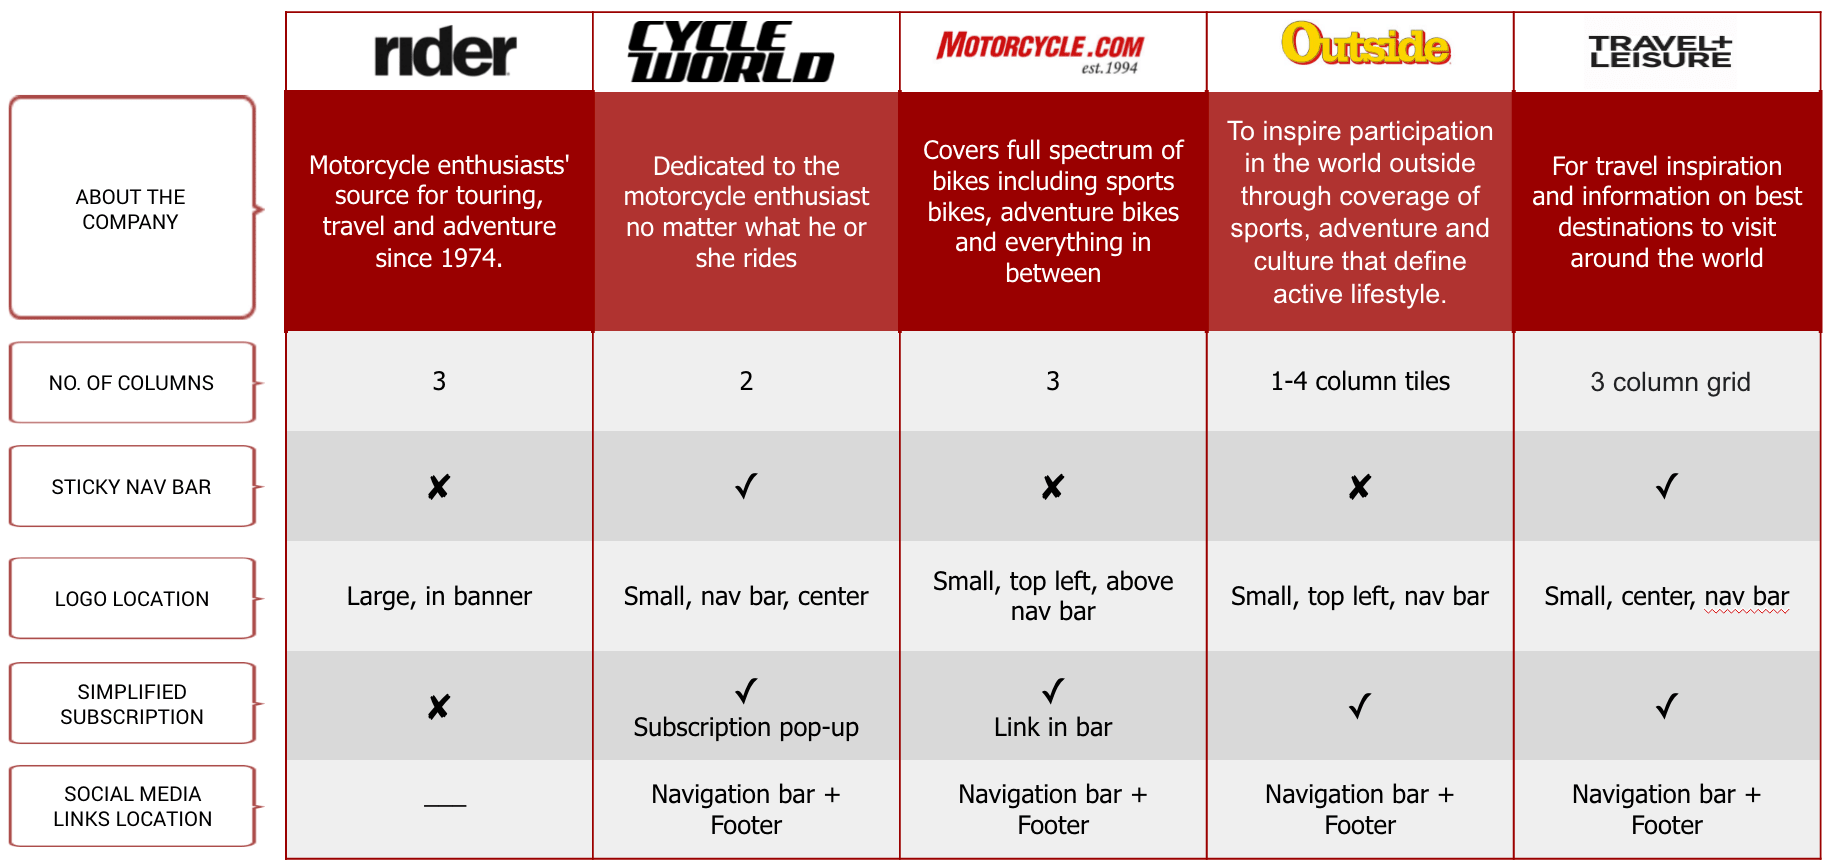 rider
CYCLE
WORLD
MOTORCYCLE.COM
est.1994
Outside
TRAVEL+
LEISURE
ABOUT THE
COMPANY
Motorcycle enthusiasts'
source for touring,
travel and adventure
since 1974.
Dedicated to the
motorcycle enthusiast
no matter what he or
she rides
Covers full spectrum of
bikes including sports
bikes, adventure bikes
and everything in
between
To inspire participation
in the world outside
through coverage of
sports, adventure and
culture that define
active lifestyle.
For travel inspiration
and information on best
destinations to visit
around the world
NO. OF COLUMNS
3
2
3
1-4 column tiles
3 column grid
STICKY NAV BAR
✘
✓
✘
✘
✓
LOGO LOCATION
Large, in banner
Small, nav bar, center
Small, top left, above
nav bar
Small, top left, nav bar
Small, center, nav bar
SIMPLIFIED
SUBSCRIPTION
✘
✓
Subscription pop-up
✓
Link in bar
✓
✓
SOCIAL MEDIA
LINKS LOCATION
___
Navigation bar +
Footer
Navigation bar +
Footer
Navigation bar +
Footer
Navigation bar +
Footer